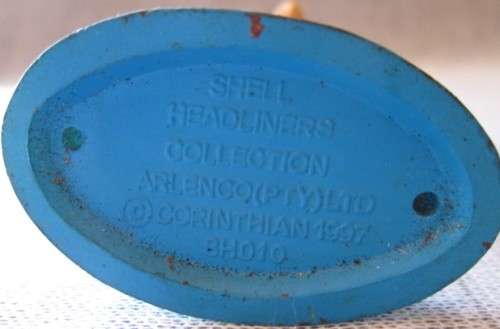 SHELL
HEADLINERS
COLLECTION
ARLENCO(PTY)LTD
© CORINTHIAN 1997
SH010